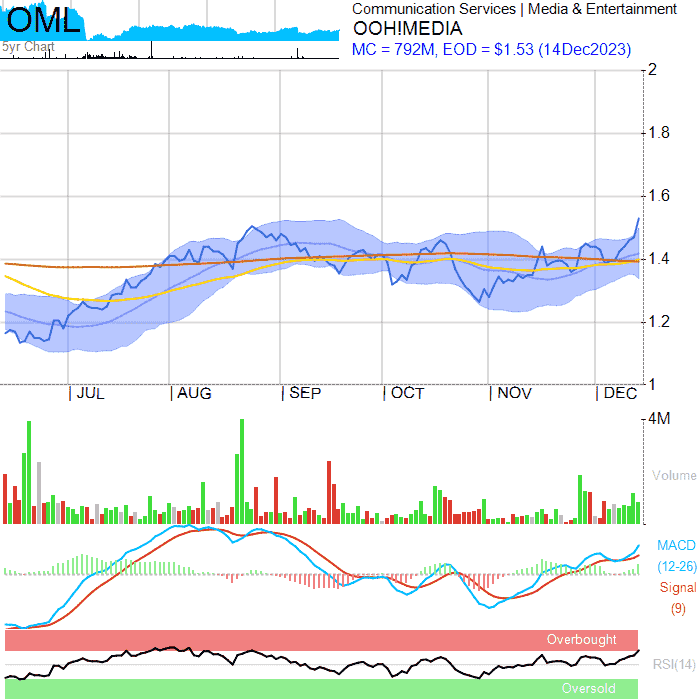 OML
5yr Chart
Communication Services | Media & Entertainment
OOH!MEDIA
MC = 792M, EOD = $1.53 (14Dec2023)
2
1.8
1.6
1.4
1.2
1
| JUL | AUG | SEP | OCT | NOV | DEC
4M
Volume
MACD
(12-26)
Signal
(9)
Overbought
RSI(14)
Oversold